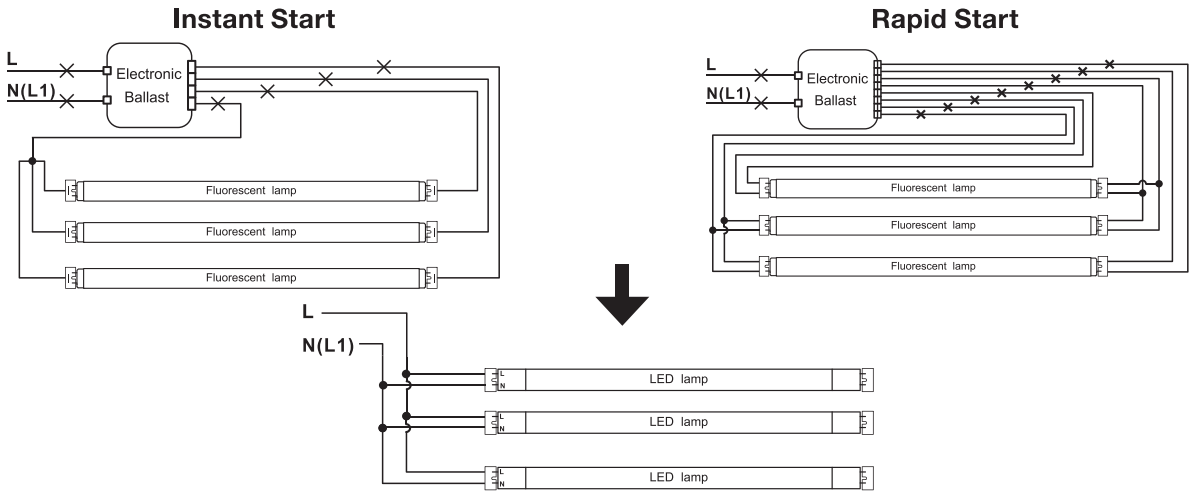 Instant Start
Rapid Start
L
N(L1)
Electronic
Ballast
Fluorescent lamp
Fluorescent lamp
Fluorescent lamp
L
N(L1)
Electronic
Ballast
Fluorescent lamp
Fluorescent lamp
Fluorescent lamp
L
N(L1)
L
N
LED lamp
L
N
LED lamp
L
N
LED lamp